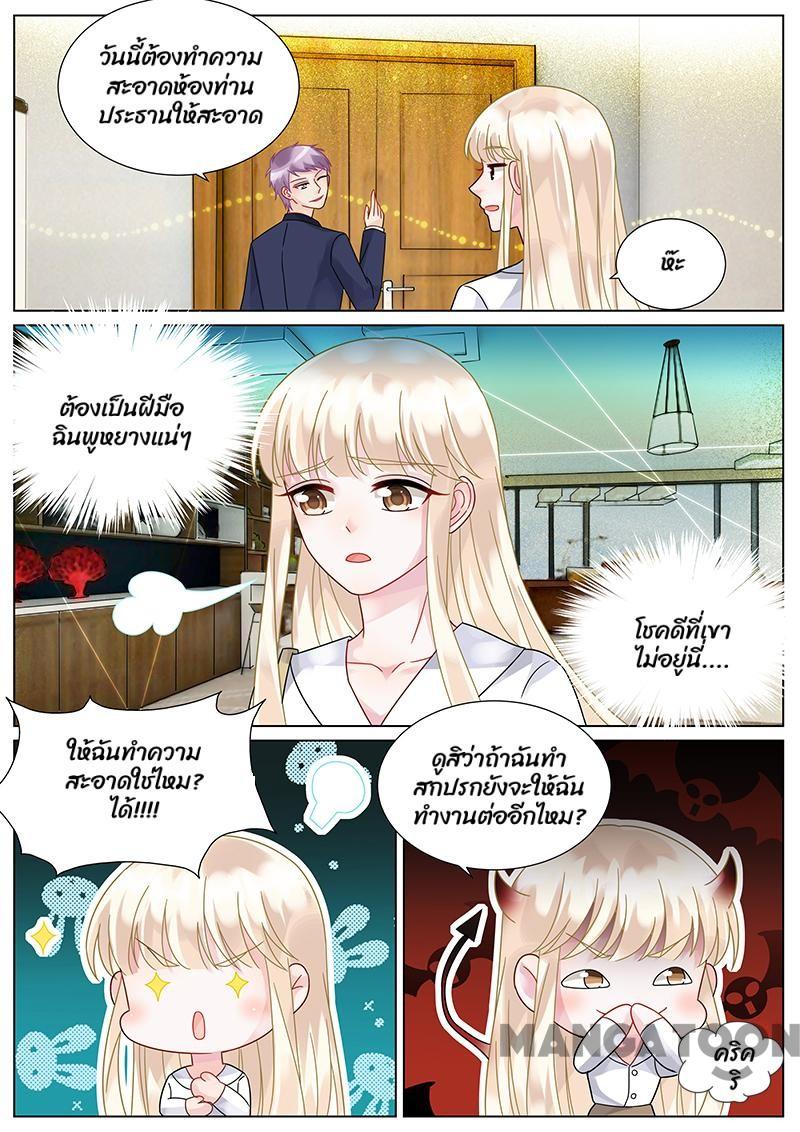 วันนี้ต้องทำความ
สะอาดห้องท่าน
ประธานให้สะอาด
ห๊ะ
ต้องเป็นฝีมือ
ฉินพูหยางแน่ๆ
โชคดีที่เขา
ไม่อยู่นี่....
ให้ฉันทำความ
สะอาดใช่ไหม?
ได้!!!!
ดูสิว่าถ้าฉันทำ
สกปรกยังจะให้ฉัน
ทำงานต่ออีกไหม?
คริค
ริ
MANGATOON